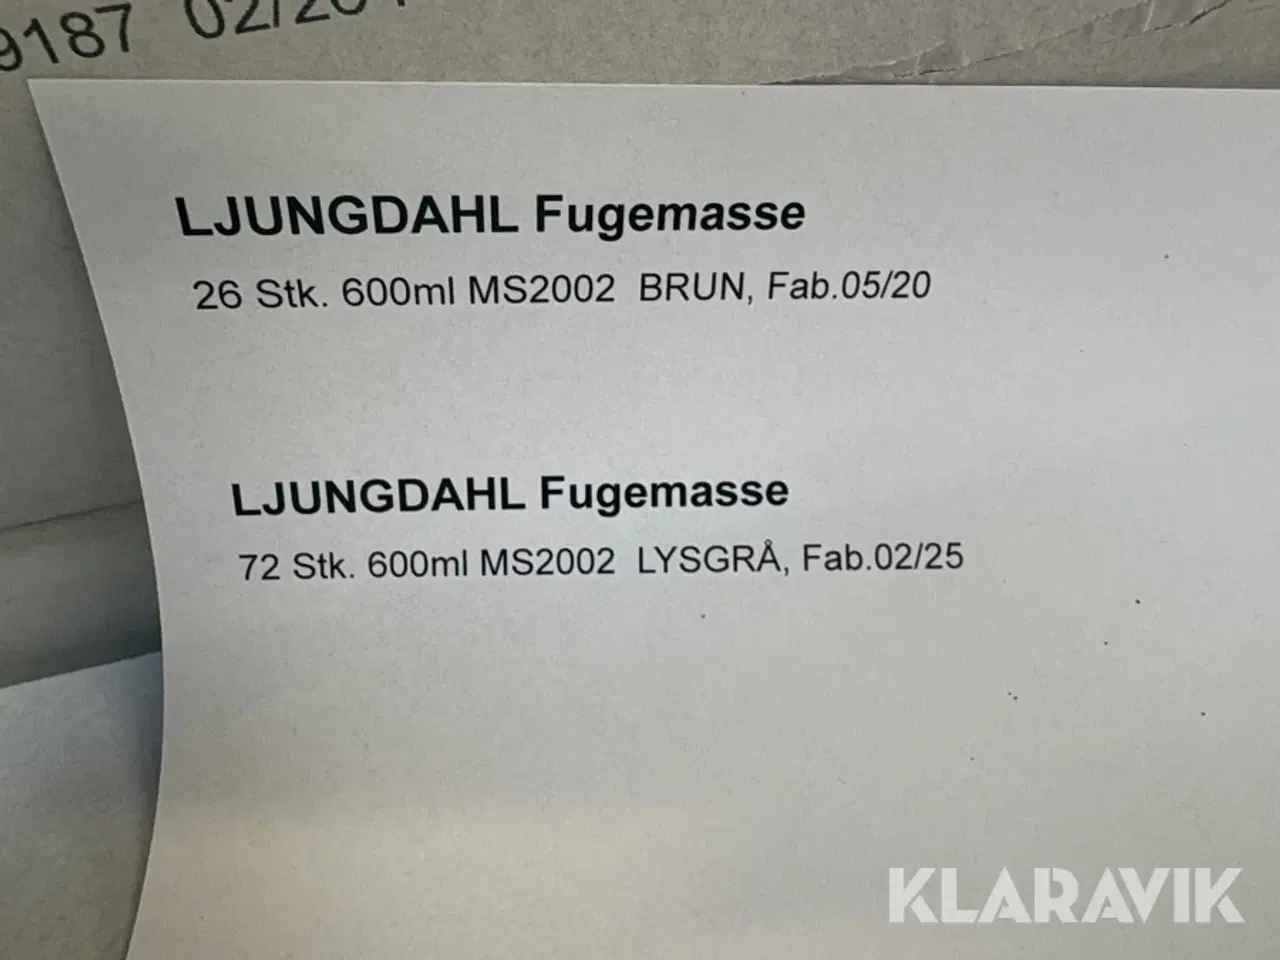 9187 02/20
LJUNGDAHL Fugemasse
26 Stk. 600ml MS2002 BRUN, Fab.05/20
LJUNGDAHL Fugemasse
72 Stk. 600ml MS2002 LYSGRÅ, Fab.02/25
KLARAVIK